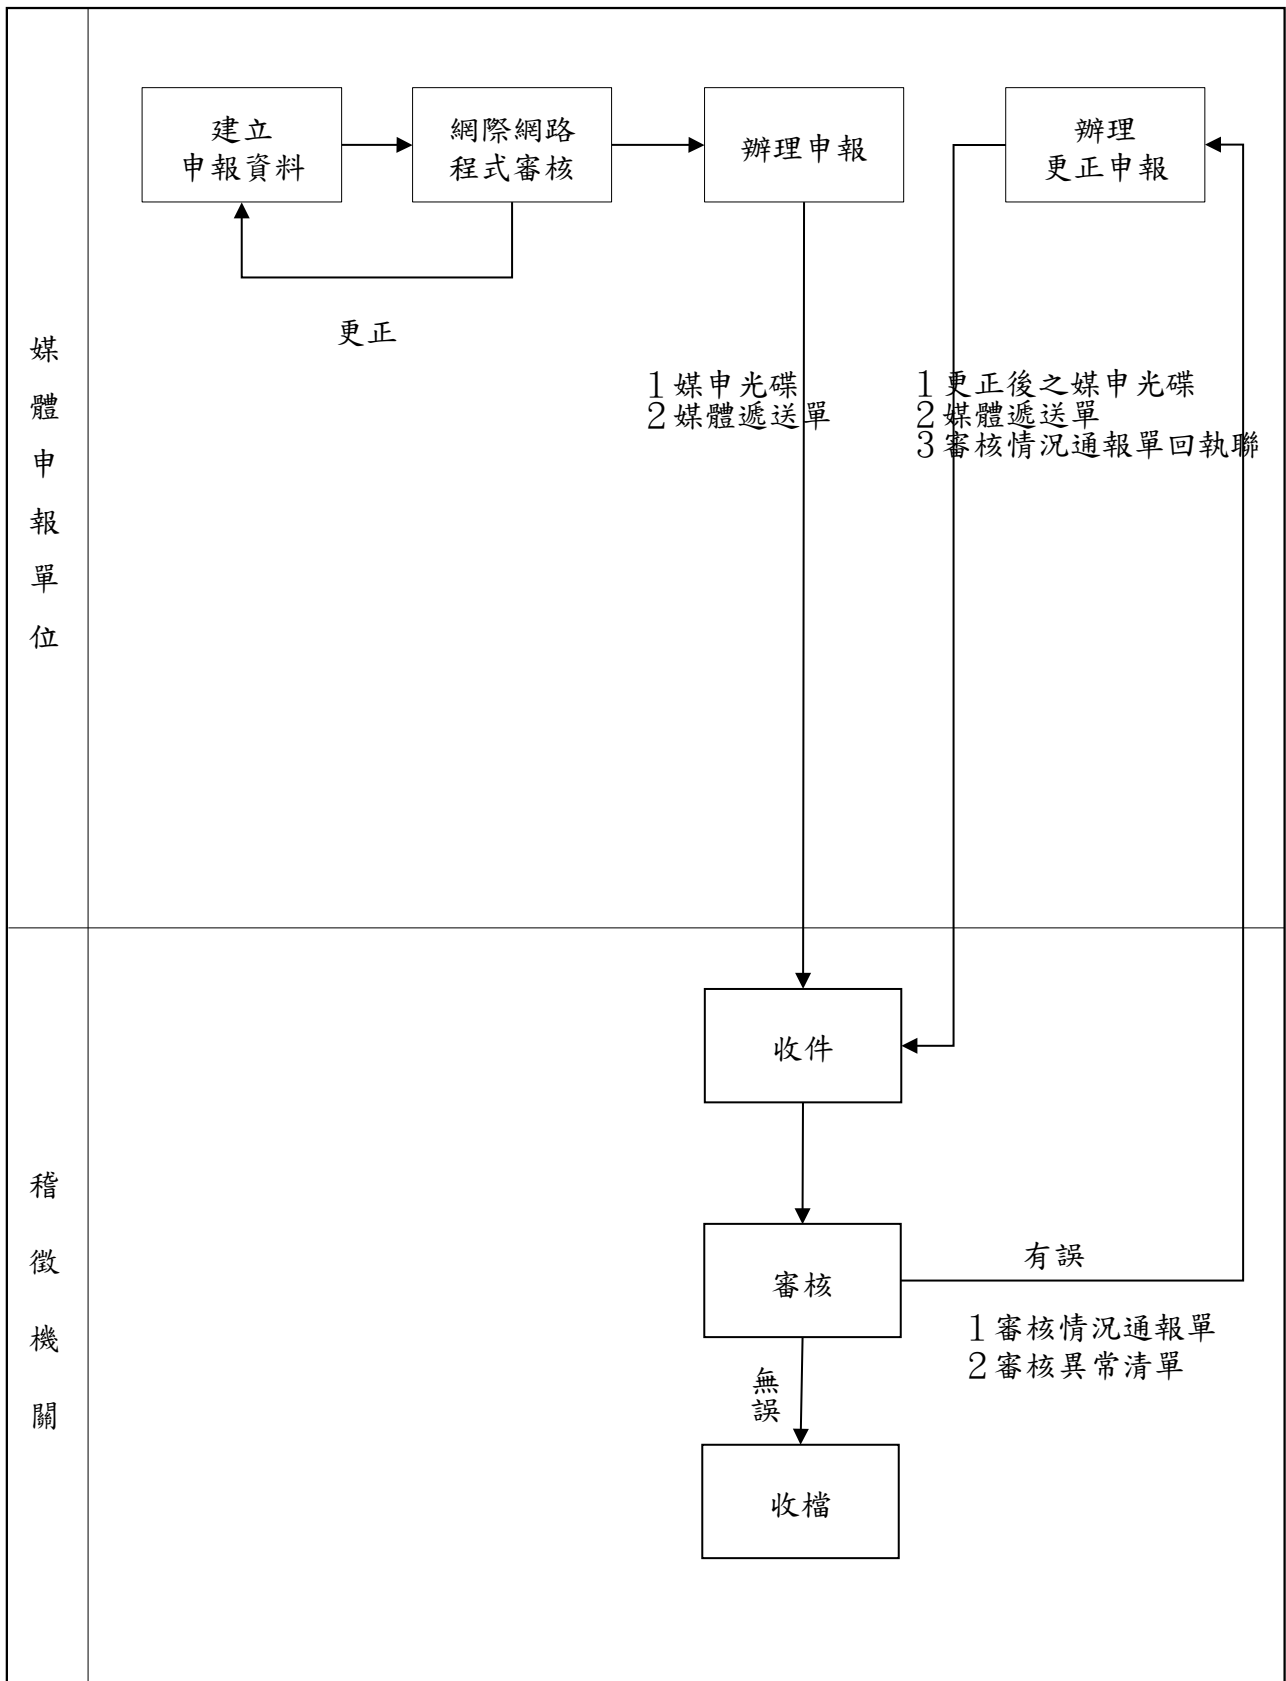 建立
申報資料
網際網路
程式審核
辦理申報
辦理
更正申報
更正
1媒申光碟
2媒體遞送單
1更正後之媒申光碟
2媒體遞送單
3審核情況通報單回執聯
媒體申報單位
收件
審核
有誤
1審核情況通報單
2審核異常清單
無誤
收檔
稽徵機關